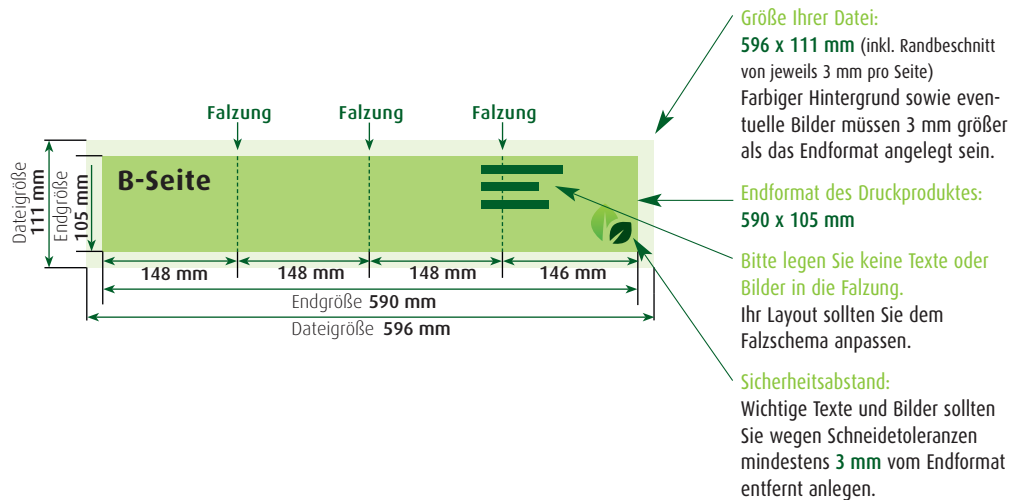 Größe Ihrer Datei:
596 x 111 mm (inkl. Randbeschnitt
von jeweils 3 mm pro Seite)
Farbiger Hintergrund sowie even-
tuelle Bilder müssen 3 mm größer
als das Endformat angelegt sein.
Falzung Falzung Falzung
B-Seite
Dateigröße
111 mm
Endgröße
105 mm
148 mm 148 mm 148 mm 146 mm
Endgröße 590 mm
Dateigröße 596 mm
Endformat des Druckproduktes:
590 x 105 mm
Bitte legen Sie keine Texte oder
Bilder in die Falzung.
Ihr Layout sollten Sie dem
Falzschema anpassen.
Sicherheitsabstand:
Wichtige Texte und Bilder sollten
Sie wegen Schneidetoleranzen
mindestens 3 mm vom Endformat
entfernt anlegen.